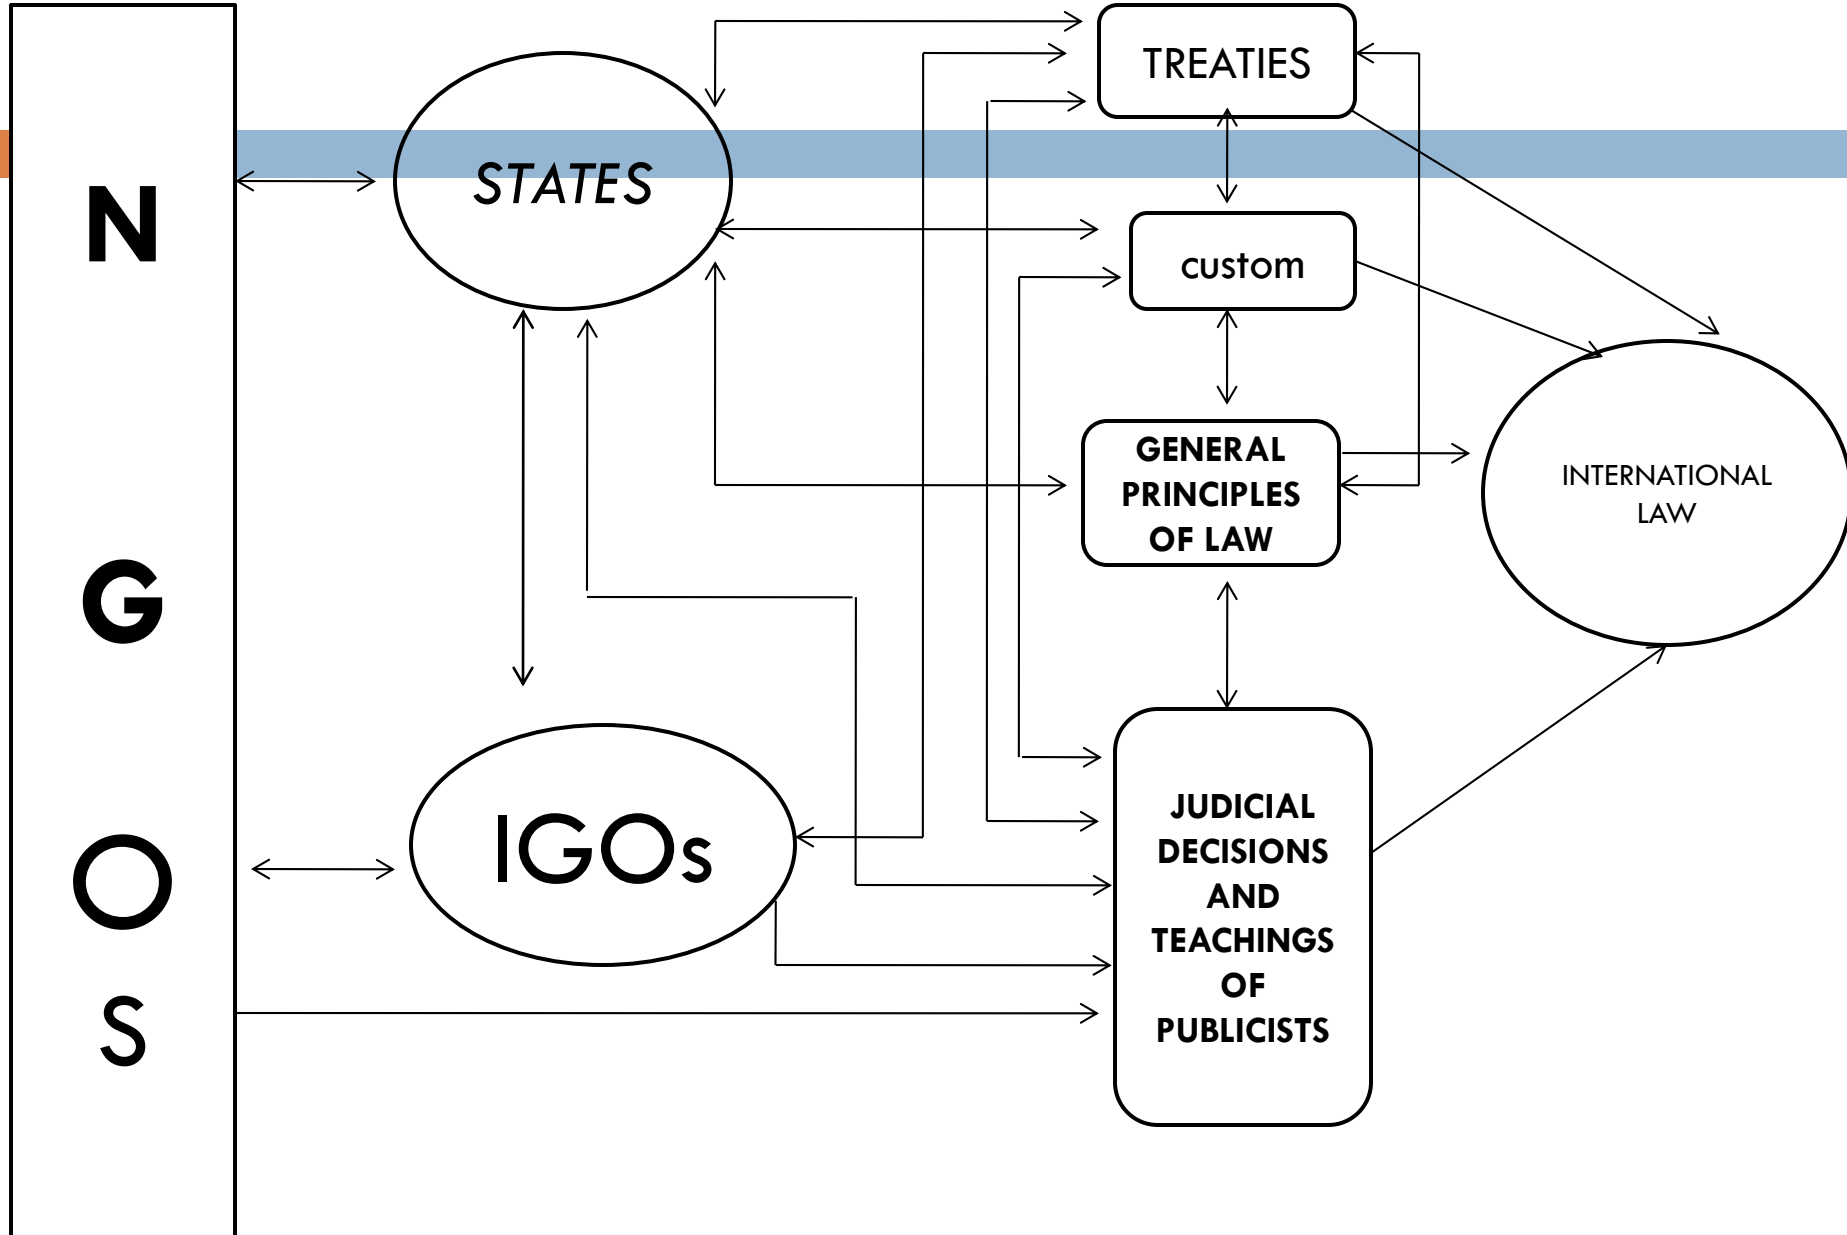 N
G
O
S
STATES
IGOs
TREATIES
custom
GENERAL
PRINCIPLES
OF LAW
JUDICIAL
DECISIONS
AND
TEACHINGS
OF
PUBLICISTS
INTERNATIONAL
LAW